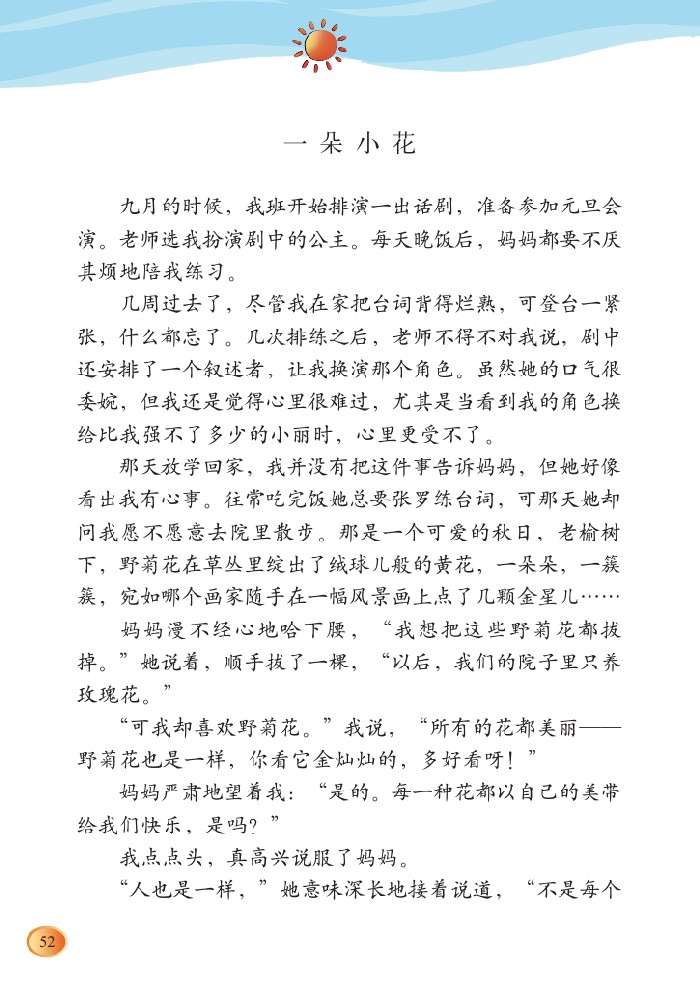 一朵小花
九月的时候，我班开始排演一出话剧，准备参加元旦会
演。老师选我扮演剧中的公主。每天晚饭后，妈妈都要不厌
其烦地陪我练习。
几周过去了，尽管我在家把台词背得烂熟，可登台一紧
张，什么都忘了。几次排练之后，老师不得不对我说，剧中
还安排了一个叙述者，让我换演那个角色。虽然她的口气很
委婉，但我还是觉得心里很难过，尤其是当看到我的角色换
给比我强不了多少的小丽时，心里更受不了。
那天放学回家，我并没有把这件事告诉妈妈，但她好像
看出我有心事。往常吃完饭她总要张罗练台词，可那天她却
问我愿不愿意去院里散步。那是一个可爱的秋日，老榆树
下，野菊花在草丛里绽出了绒球儿般的黄花，一朵朵，一簇
簇，宛如哪个画家随手在一幅风景画上点了几颗金星儿……
妈妈漫不经心地哈下腰，“我想把这些野菊花都拔
掉。”她说着，顺手拔了一棵，“以后，我们的院子里只养
玫瑰花。”
“可我却喜欢野菊花。”我说，“所有的花都美丽——
野菊花也是一样，你看它金灿灿的，多好看呀！”
妈妈严肃地望着我：“是的。每一种花都以自己的美带
给我们快乐，是吗？”
我点点头，真高兴说服了妈妈。
“人也是一样，”她意味深长地接着说道，“不是每个
52